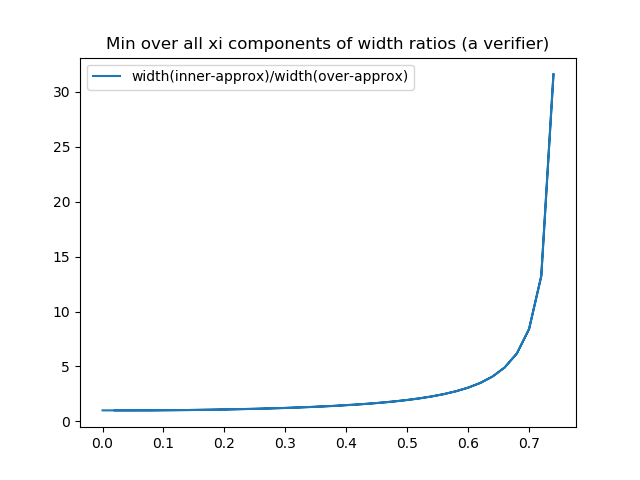 Min over all xi components of width ratios (a verifier)
width(inner-approx)/width(over-approx)
30
25
20
15
10
5
0
0.0 0.1 0.2 0.3 0.4 0.5 0.6 0.7